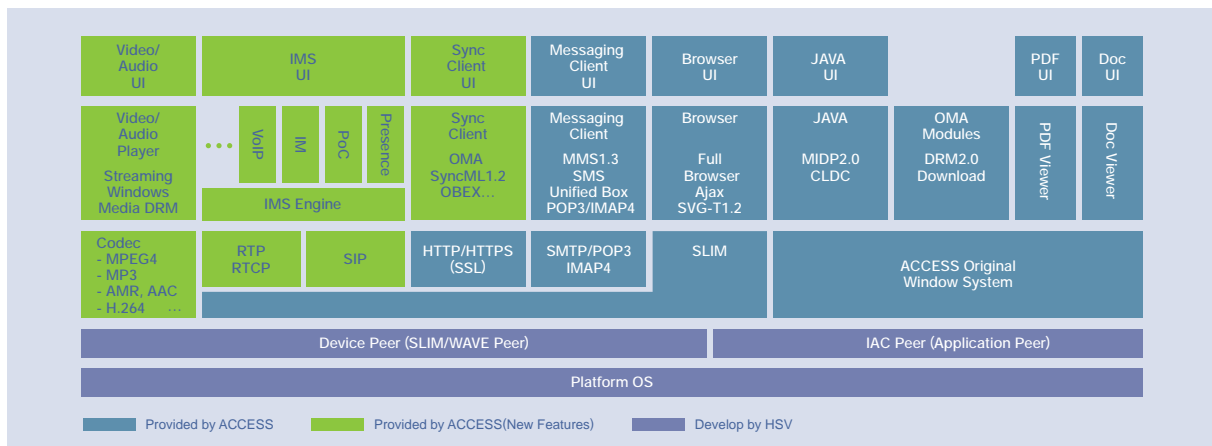 Video/
Audio
UI
IMS
UI
Sync
Client
UI
Messaging
Client
UI
Browser
UI
JAVA
UI
PDF
UI
Doc
UI
Video/
Audio
Player
Streaming
Windows
Media DRM
...
VoIP
IM
PoC
Presence
IMS Engine
Sync
Client
OMA
SyncML1.2
OBEX...
Messaging
Client
MMS1.3
SMS
Unified Box
POP3/IMAP4
Browser
Full
Browser
Ajax
SVG-T1.2
JAVA
MIDP2.0
CLDC
OMA
Modules
DRM2.0
Download
PDF Viewer
Doc Viewer
Codec
- MPEG4
- MP3
- AMR, AAC
- H.264 ...
RTP
RTCP
SIP
HTTP/HTTPS
(SSL)
SMTP/POP3
IMAP4
SLIM
ACCESS Original
Window System
Device Peer (SLIM/WAVE Peer)
IAC Peer (Application Peer)
Platform OS
Provided by ACCESS
Provided by ACCESS(New Features)
Develop by HSV